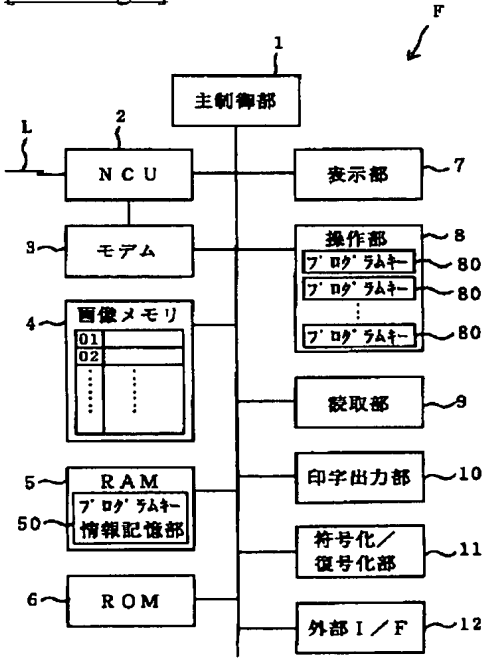 F
1
主制御部
L
2
NCU
表示部
7
3
モデム
操作部
8
プログラムキー
80
プログラムキー
80
プログラムキー
80
4
画像メモリ
01
02
読取部
9
5
RAM
50
プログラムキー
情報記憶部
印字出力部
10
符号化/
復号化部
11
6
ROM
外部I/F
12